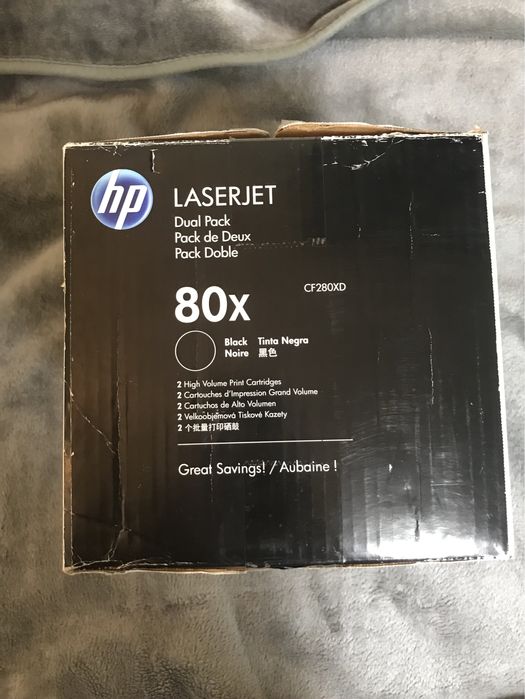 hp
LASERJET
Dual Pack
Pack de Deux
Pack Doble
80x
CF280XD
Black Tinta Negra
Noire 黑色
2 High Volume Print Cartridges
2 Cartouches d'Impression Grand Volume
2 Cartuchos de Alto Volumen
2 Velkoobjemová Tiskové Kazety
2 个批量打印硒鼓
Great Savings! / Aubaine !